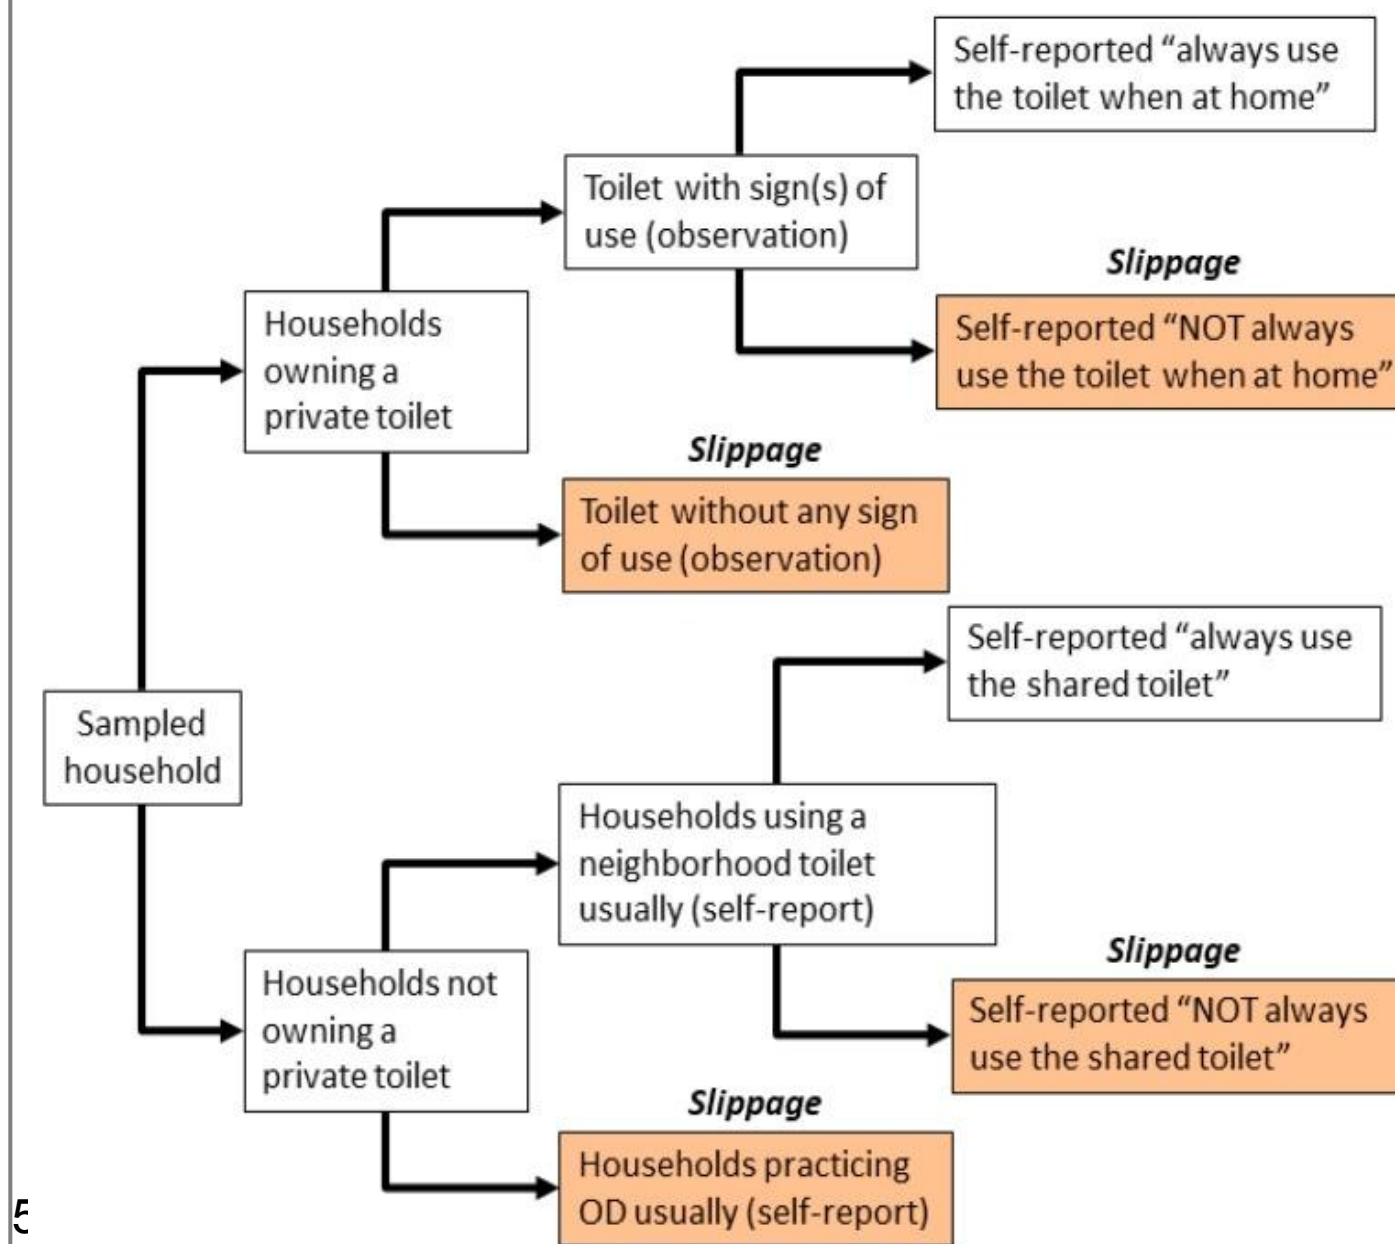 Self-reported “always use
the toilet when at home”
Toilet with sign(s) of
use (observation)
Slippage
Self-reported “NOT always
use the toilet when at home”
Households
owning a
private toilet
Slippage
Toilet without any sign
of use (observation)
Self-reported “always use
the shared toilet”
Sampled
household
Households using a
neighborhood toilet
usually (self-report)
Slippage
Self-reported “NOT always
use the shared toilet”
Households not
owning a
private toilet
Slippage
Households practicing
OD usually (self-report)
5